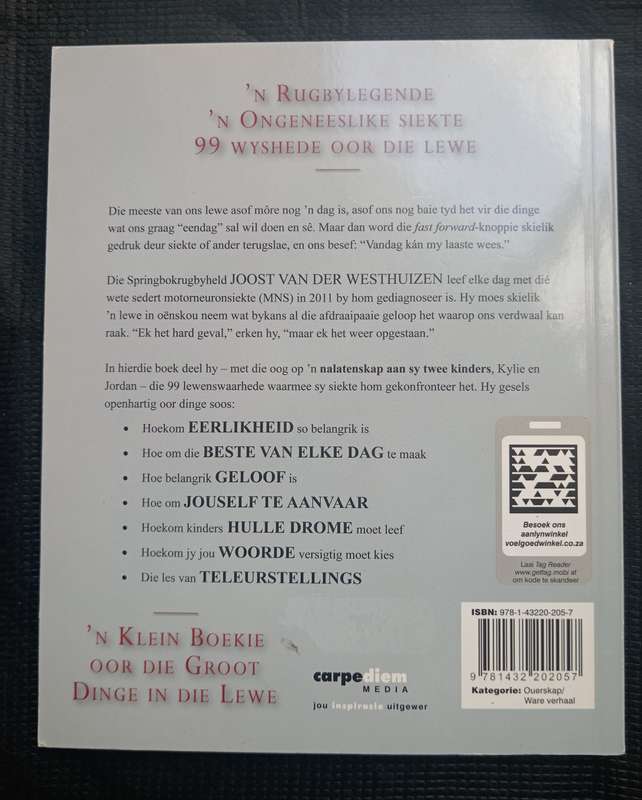 'n Rugbylegende
'n Ongeneeslike siekte
99 wyshede oor die lewe
Die meeste van ons lewe asof môre nog 'n dag is, asof ons nog baie tyd het vir die dinge
wat ons graag "eendag" sal wil doen en sê. Maar dan word die fast forward-knoppie skielik
gedruk deur siekte of ander terugslae, en ons besef: "Vandag kán my laaste wees."
Die Springbokrugbyheld JOOST VAN DER WESTHUIZEN leef elke dag met dié
wete sedert motorneuronsiekte (MNS) in 2011 by hom gediagnoseer is. Hy moes skielik
'n lewe in oënskou neem wat bykans al die afdraaipaaie geloop het waarop ons verdwaal kan
raak. "Ek het hard geval," erken hy, "maar ek het weer opgestaan."
In hierdie boek deel hy – met die oog op 'n nalatenskap aan sy twee kinders, Kylie en
Jordan – die 99 lewenswaarhede waarmee sy siekte hom gekonfronteer het. Hy gesels
openhartig oor dinge soos:
• Hoekom EERLIKHEID so belangrik is
• Hoe om die BESTE VAN ELKE DAG te maak
• Hoe belangrik GELOOF is
• Hoe om JOUSELF TE AANVAAR
• Hoekom kinders HULLE DROME moet leef
• Hoekom jy jou WOORDE versigtig moet kies
• Die les van TELEURSTELLINGS
Besoek ons
aanlynwinkel
voelgoedwinkel.co.za
Laai Tag Reader
www.gettag.mobi af
om kode te skandeer
'n Klein Boekie
oor die Groot
Dinge in die Lewe
carpediem
MEDIA
jou inspirasie uitgewer
ISBN: 978-1-43220-205-7
9 781432 202057
Kategorie: Ouerskap/
Ware verhaal